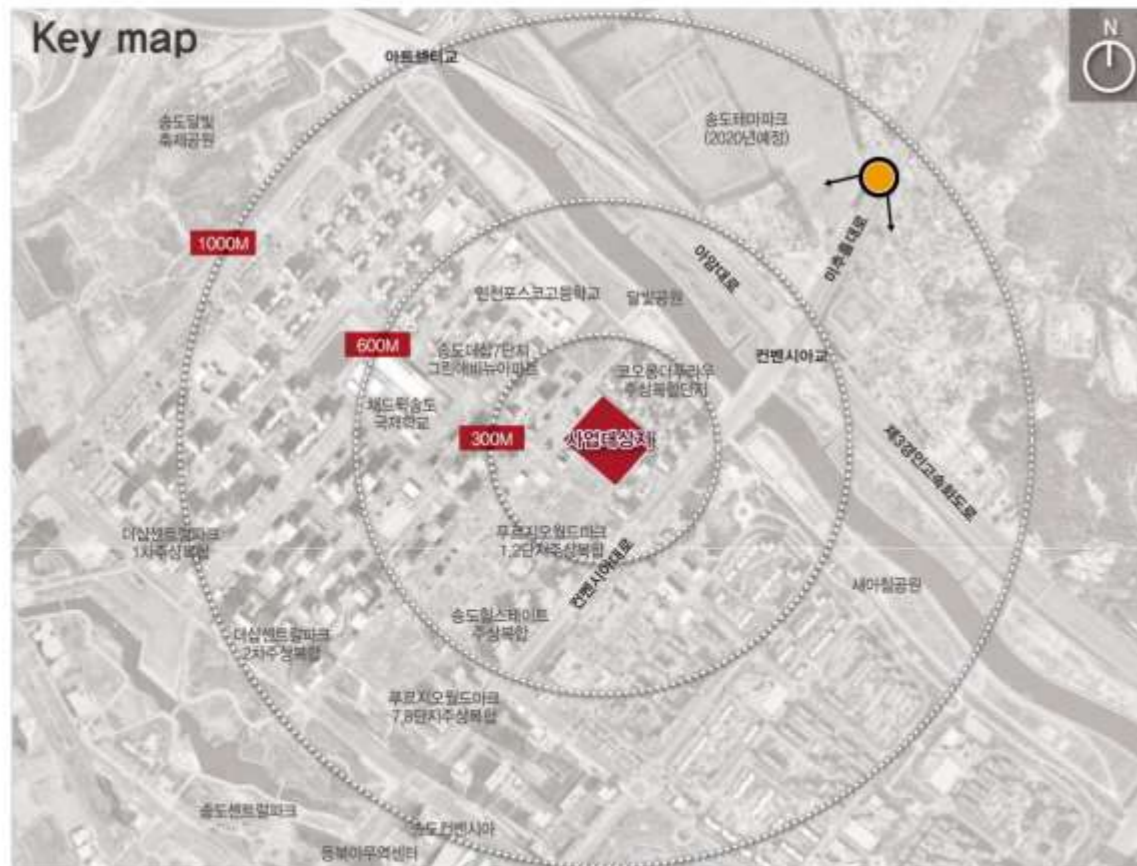 Key map
N
아트센터교
송도달빛
축제공원
송도테마파크
(2020년예정)
1000M
미추홀대로
아암대로
인천포스코고등학교
달빛공원
600M
송도더샵7단지
그린애비뉴아파트
컨벤시아교
코오롱더프라우
주상복합단지
채드윅송도
국제학교
300M
사업대상지
제3경인고속화도로
더샵센트럴파크
1차주상복합
푸르지오월드마크
1,2단지주상복합
컨벤시아대로
새아침공원
송도힐스테이트
주상복합
더샵센트럴파크
2차주상복합
푸르지오월드마크
7,8단지주상복합
송도센트럴파크
송도컨벤시아
동북아무역센터